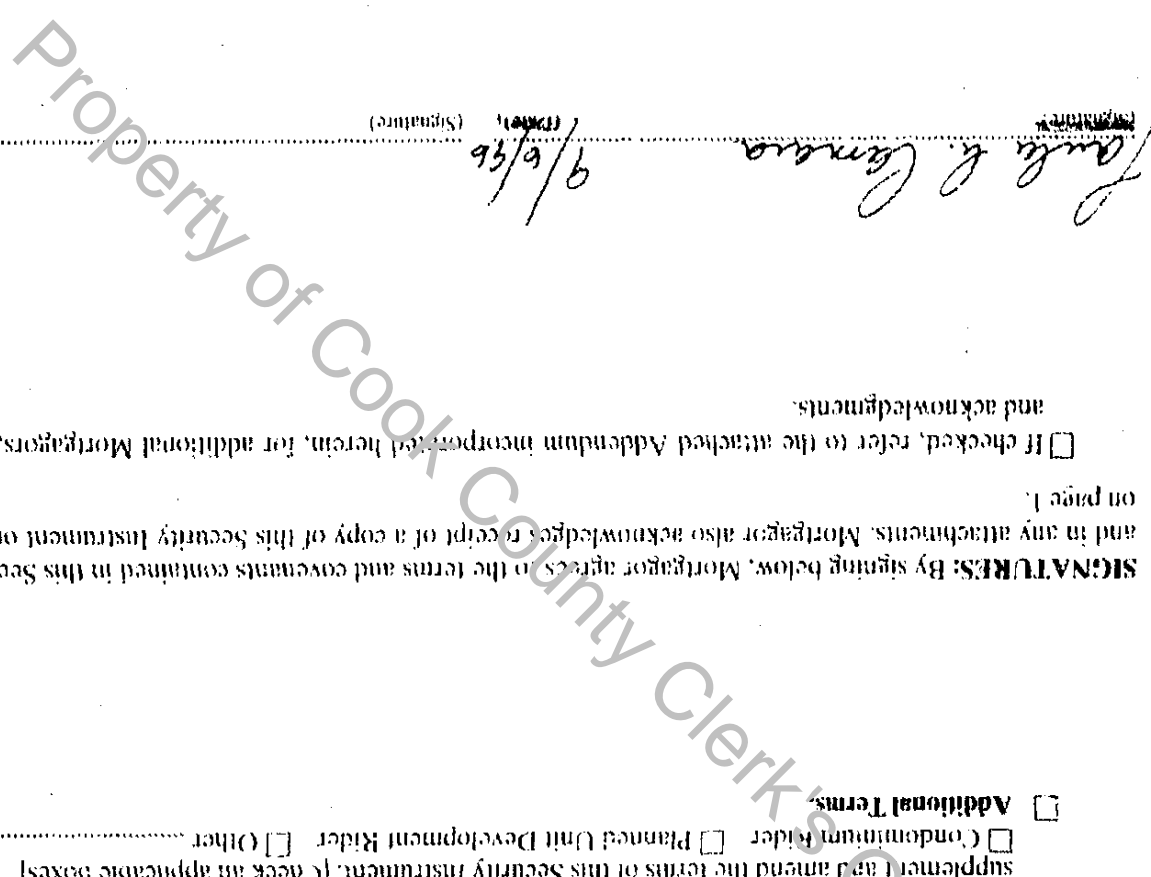 supplement and amend the terms of this Security Instrument. [Check all applicable boxes]
☐ Condominium Rider ☐ Planned Unit Development Rider ☐ Other ........................
☐ Additional Terms.
SIGNATURES: By signing below, Mortgagor agrees to the terms and covenants contained in this Sec
and in any attachments. Mortgagor also acknowledges receipt of a copy of this Security Instrument on
on page 1.
☐ If checked, refer to the attached Addendum incorporated herein, for additional Mortgagors,
and acknowledgments.
Camara 9/6/96
(Signature) (Date) (Signature)
Property of Cook County Clerk's